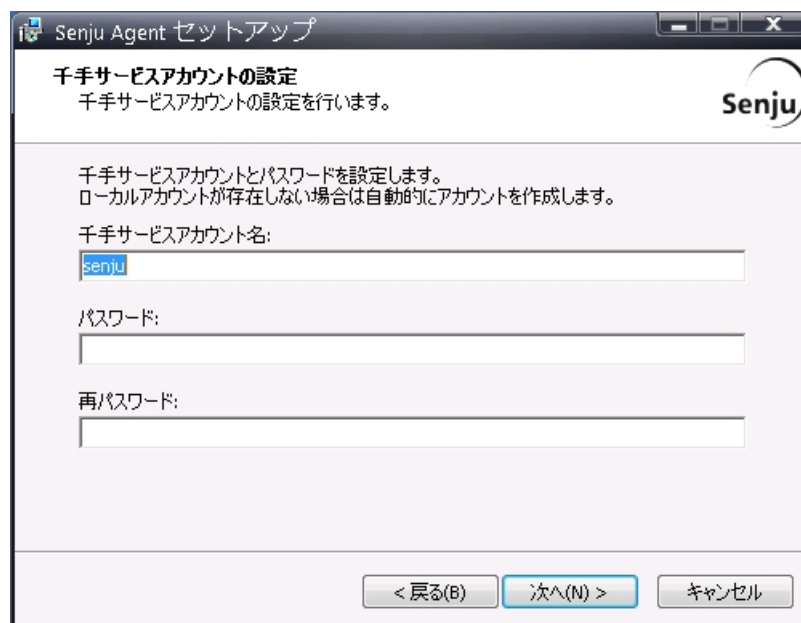 Senju Agent セットアップ
千手サービスアカウントの設定
千手サービスアカウントの設定を行います。
Senju
千手サービスアカウントとパスワードを設定します。
ローカルアカウントが存在しない場合は自動的にアカウントを作成します。
千手サービスアカウント名:
senju
パスワード:
再パスワード:
< 戻る(B)
次へ(N) >
キャンセル